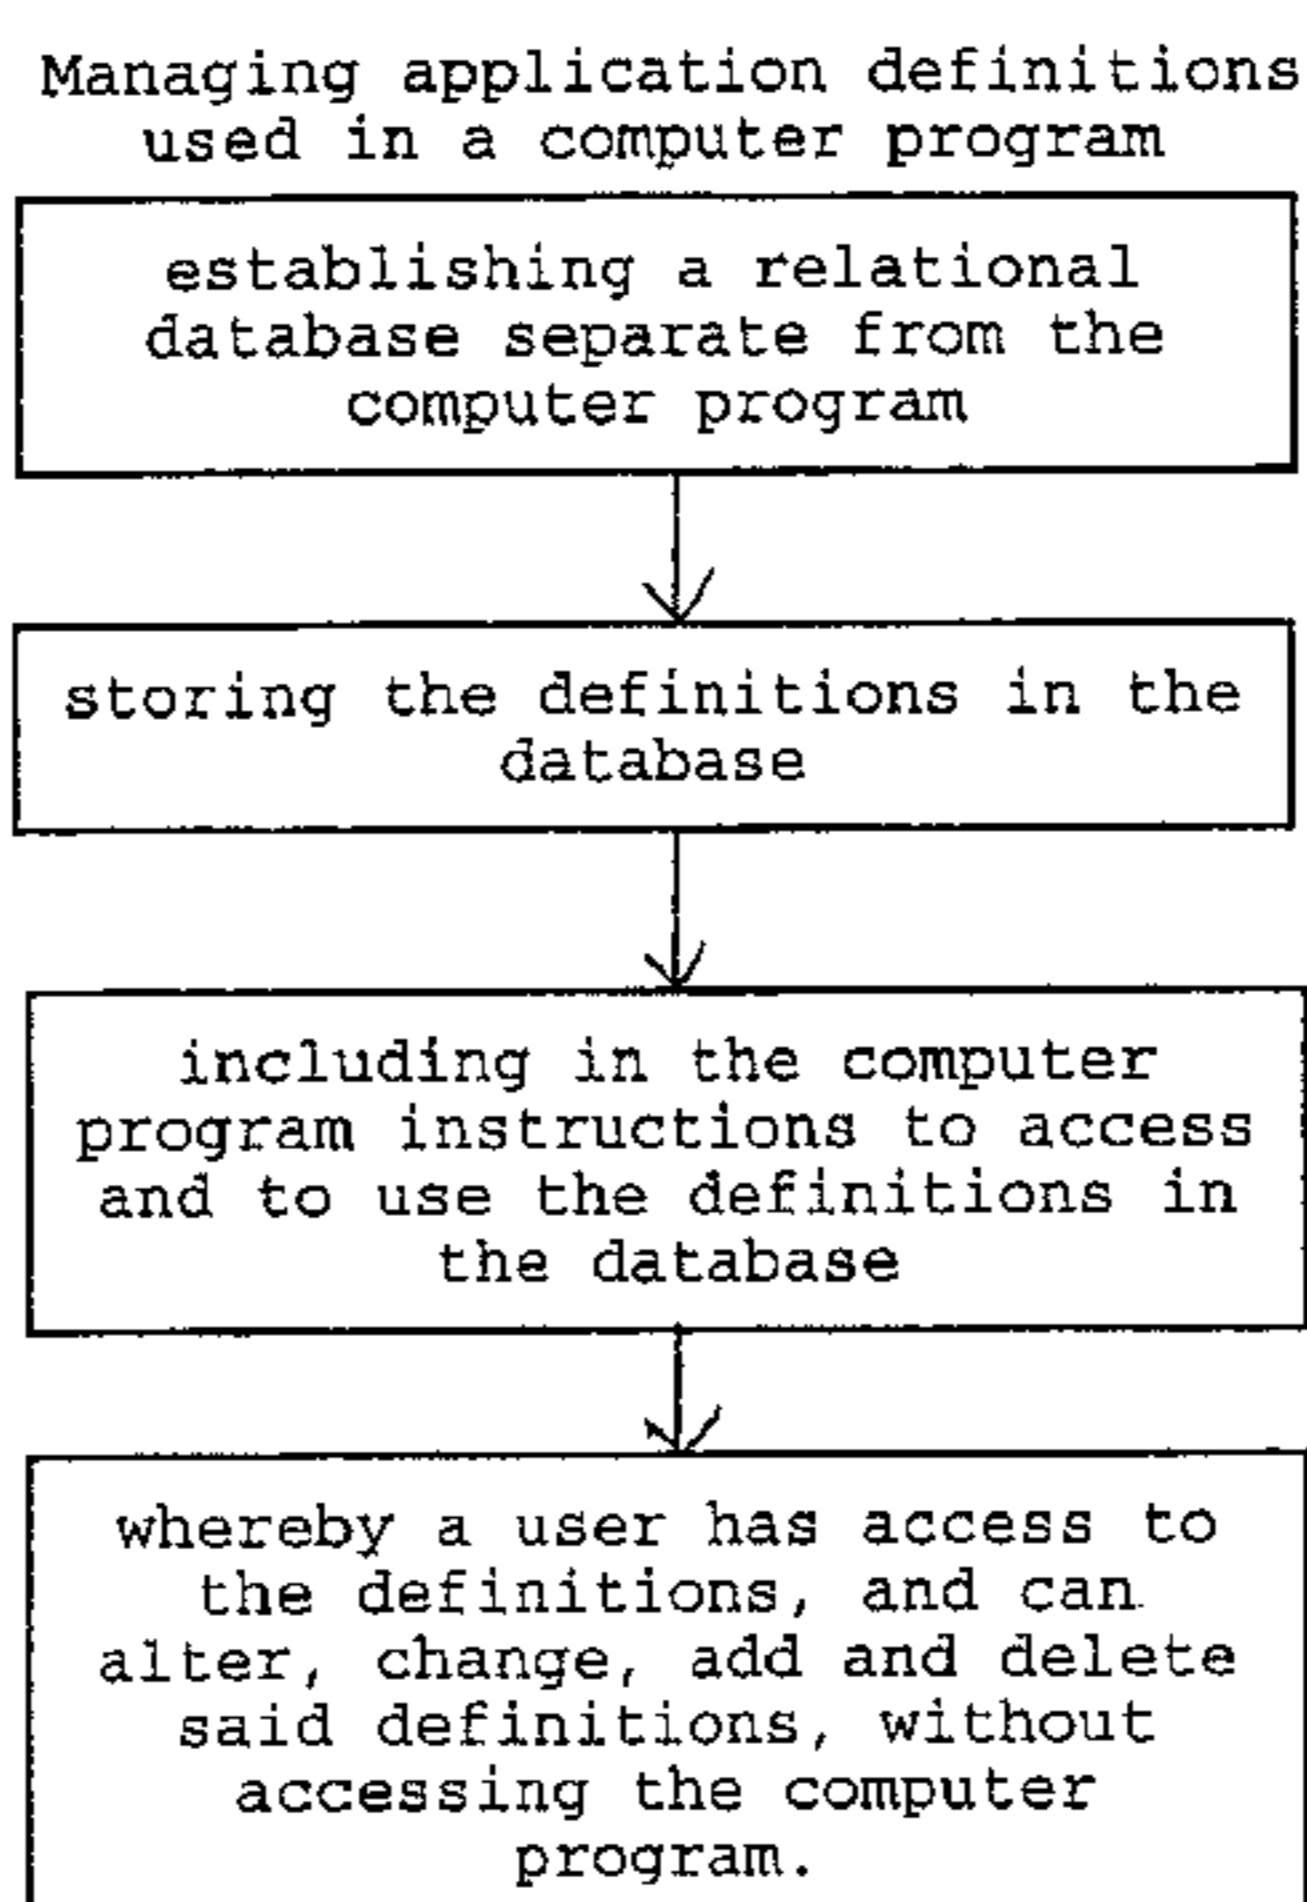 Managing application definitions
used in a computer program
establishing a relational
database separate from the
computer program
storing the definitions in the
database
including in the computer
program instructions to access
and to use the definitions in
the database
whereby a user has access to
the definitions, and can
alter, change, add and delete
said definitions, without
accessing the computer
program.